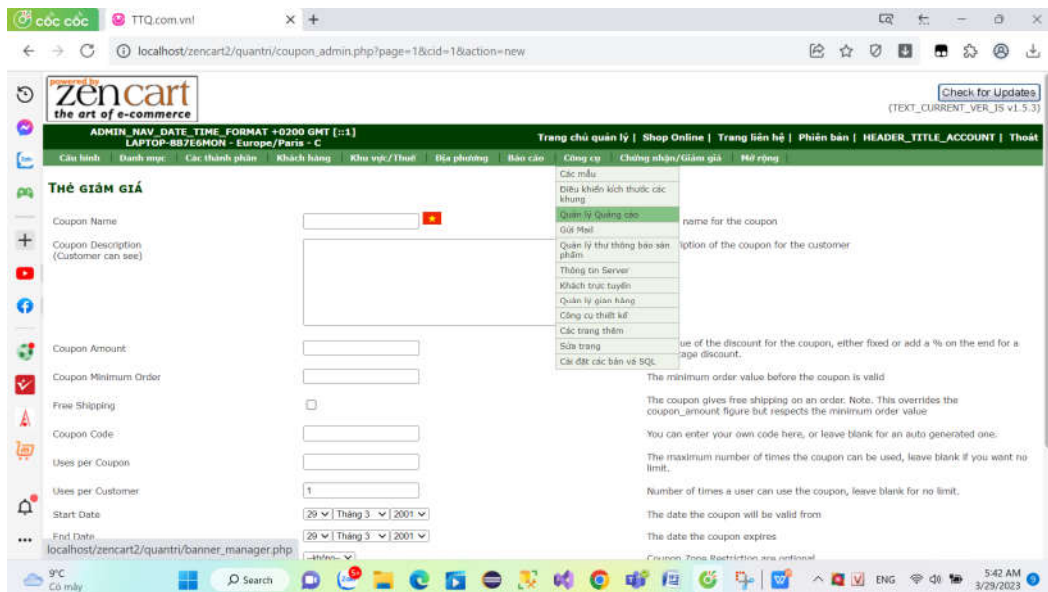 cốc cốc
TTQ.com.vn!
localhost/zencart2/quantri/coupon_admin.php?page=1&cid=1&action=new
powered by
zencart
the art of e-commerce
Check for Updates
(TEXT_CURRENT_VER_IS v1.5.3)
ADMIN_NAV_DATE_TIME_FORMAT +0200 GMT [::1]
LAPTOP-B87E6MON - Europe/Paris - C
Trang chủ quản lý | Shop Online | Trang liên hệ | Phiên bản | HEADER_TITLE_ACCOUNT | Thoát
Cấu hình Danh mục Các thành phần Khách hàng Khu vực/Thuế Địa phương Báo cáo Công cụ Chứng nhận/Giảm giá Mở rộng
Các mẫu
Điều khiển kích thước các khung
Quản lý Quảng cáo
Gửi Mail
Quản lý thư thông báo sản phẩm
Thông tin Server
Khách trực tuyến
Quản lý gian hàng
Công cụ thiết kế
Các trang thêm
Sửa trang
Cài đặt các bản vá SQL
THẺ GIẢM GIÁ
Coupon Name
name for the coupon
Coupon Description
(Customer can see)
iption of the coupon for the customer
Coupon Amount
ue of the discount for the coupon, either fixed or add a % on the end for a
age discount.
Coupon Minimum Order
The minimum order value before the coupon is valid
Free Shipping
The coupon gives free shipping on an order. Note. This overrides the
coupon_amount figure but respects the minimum order value
Coupon Code
You can enter your own code here, or leave blank for an auto generated one.
Uses per Coupon
The maximum number of times the coupon can be used, leave blank if you want no
limit.
Uses per Customer
1
Number of times a user can use the coupon, leave blank for no limit.
Start Date
29 Tháng 3 2001
The date the coupon will be valid from
End Date
29 Tháng 3 2001
The date the coupon expires
--không--
Coupon Zone Restriction are optional
localhost/zencart2/quantri/banner_manager.php
9°C
Có mây
Search
5+
ENG
5:42 AM
3/29/2023